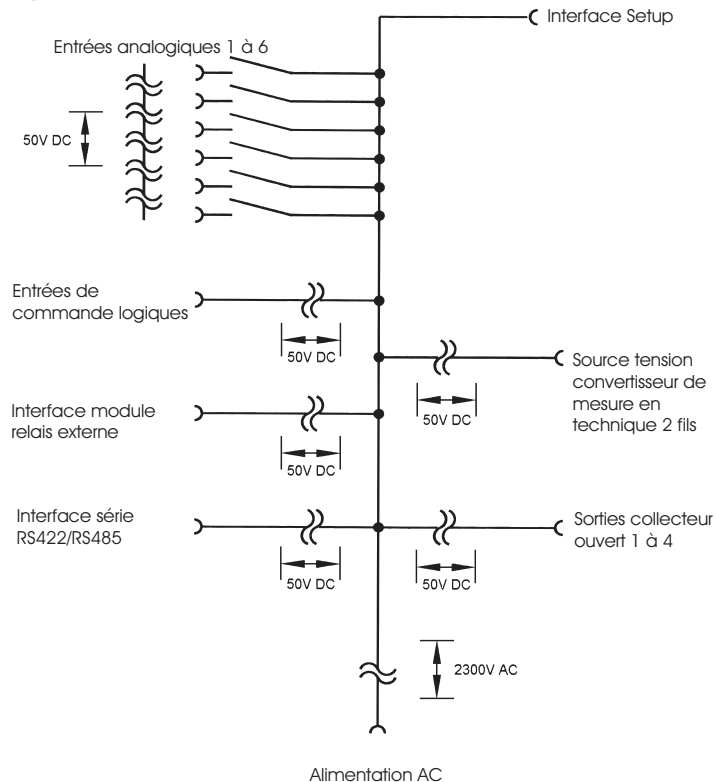 Interface Setup
Entrées analogiques 1 à 6
50V DC
Entrées de
commande logiques
50V DC
Source tension
convertisseur de
mesure en
technique 2 fils
50V DC
Interface module
relais externe
50V DC
Interface série
RS422/RS485
50V DC
Sorties collecteur
ouvert 1 à 4
50V DC
2300V AC
Alimentation AC